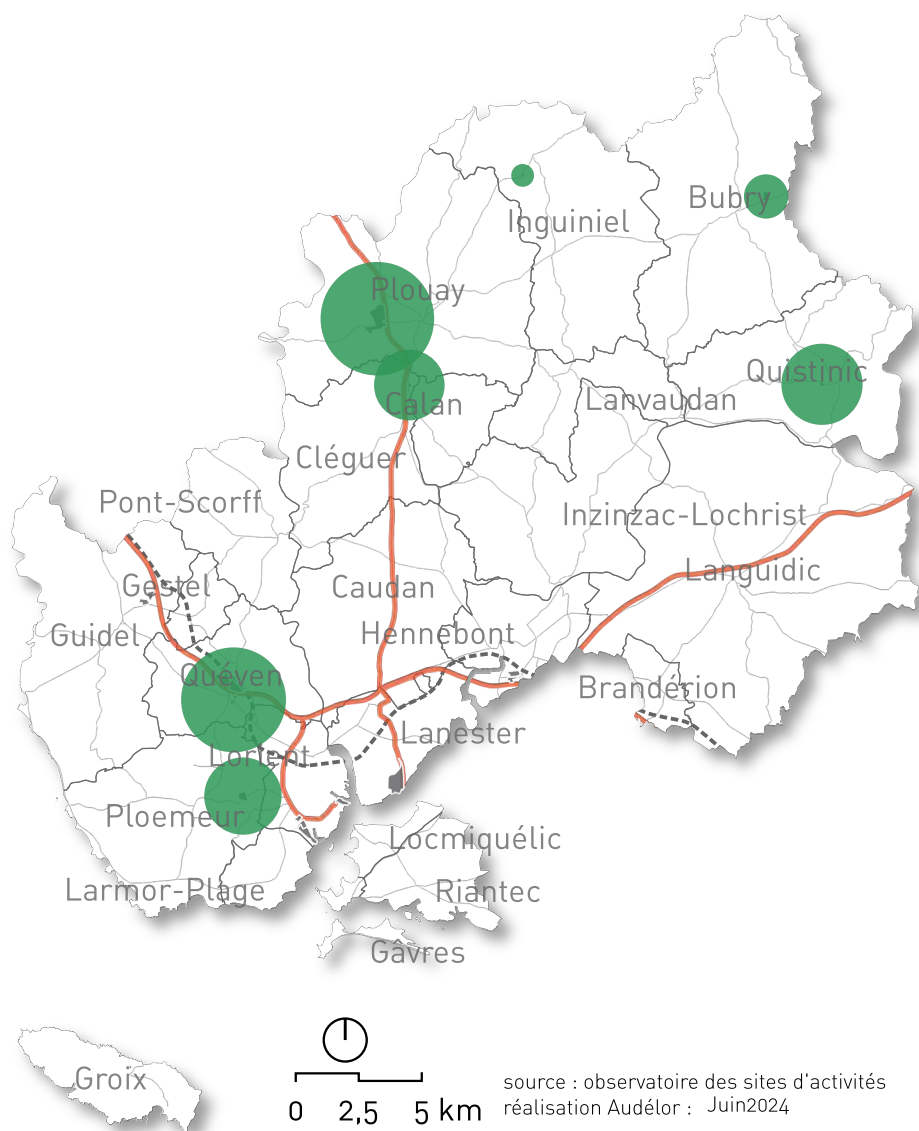 Bubry
Inguiniel
Plouay
Quistinic
Calan
Lanvaudan
Cléguer
Pont-Scorff
Inzinzac-Lochrist
Languidic
Gestel
Caudan
Guidel
Hennebont
Quéven
Branderion
Lanester
Lorient
Ploemeur
Locmiquélic
Larmor-Plage
Riantec
Gâvres
Groix
0 2,5 5 km
source : observatoire des sites d'activités
réalisation Audélor : Juin2024